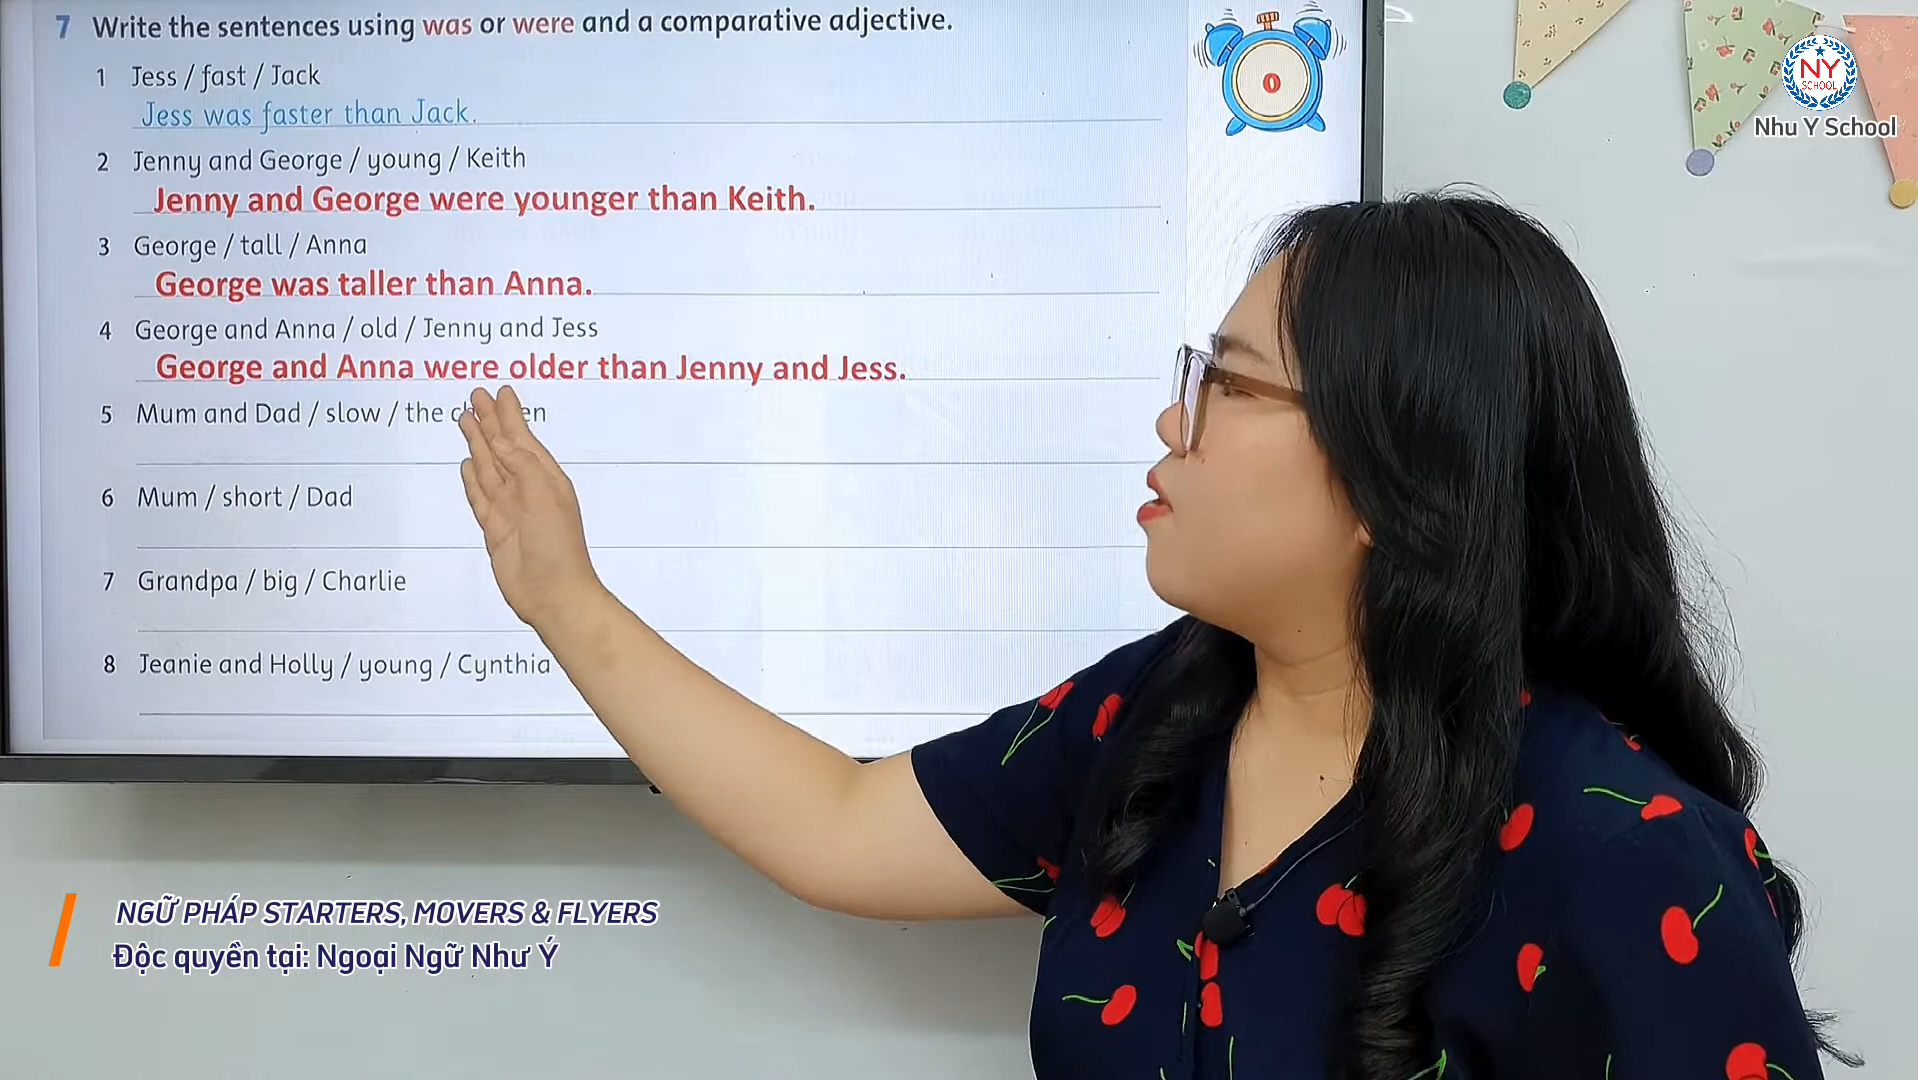 7 Write the sentences using was or were and a comparative adjective.
1 Jess / fast / Jack
Jess was faster than Jack.
2 Jenny and George / young / Keith
Jenny and George were younger than Keith.
3 George / tall / Anna
George was taller than Anna.
4 George and Anna / old / Jenny and Jess
George and Anna were older than Jenny and Jess.
5 Mum and Dad / slow / the
6 Mum / short / Dad
7 Grandpa / big / Charlie
8 Jeanie and Holly / young / Cynthia
0
NY
SCHOOL
Nhu Y School
NGỮ PHÁP STARTERS, MOVERS & FLYERS
Độc quyền tại: Ngoại Ngữ Như Ý